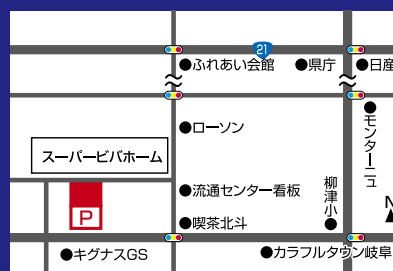 21
●ふれあい会館
●県庁
●日産
●ローソン
●モンターニュ
スーパービバホーム
●流通センター看板
柳津小●
N
P
●喫茶北斗
●キグナスGS
●カラフルタウン岐阜